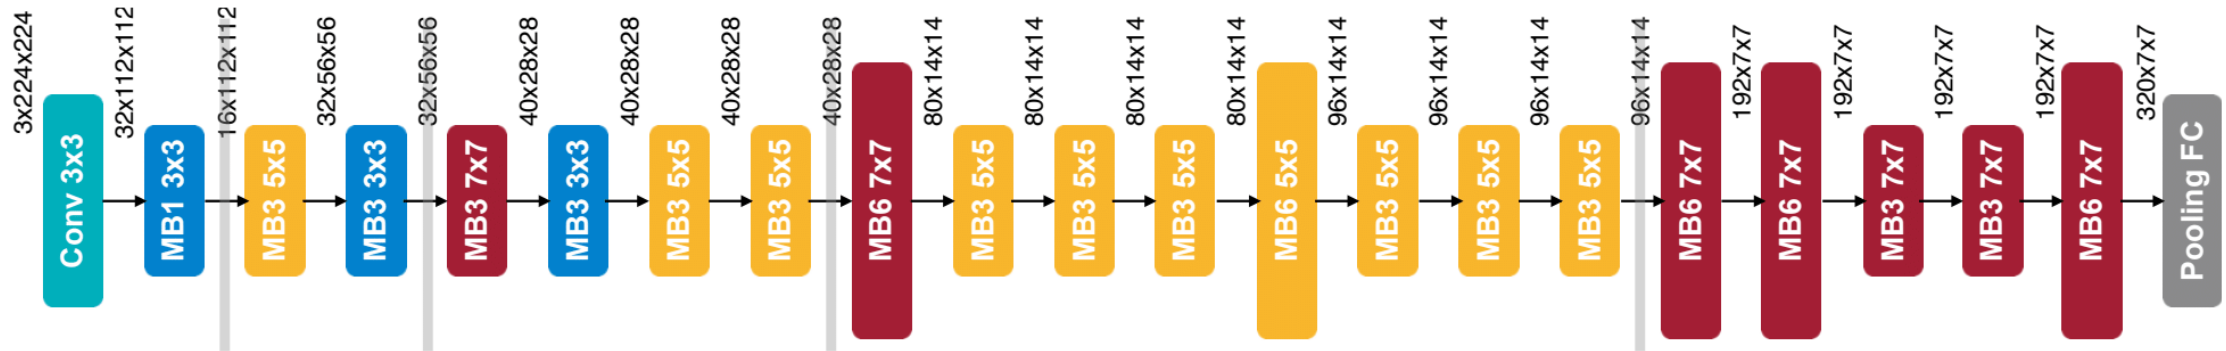 3x224x224
Conv 3x3
32x112x112
MB1 3x3
16x112x112
MB3 5x5
32x56x56
MB3 3x3
32x56x56
MB3 7x7
40x28x28
MB3 3x3
40x28x28
MB3 5x5
40x28x28
MB3 5x5
40x28x28
MB6 7x7
80x14x14
MB3 5x5
80x14x14
MB3 5x5
80x14x14
MB3 5x5
80x14x14
MB6 5x5
96x14x14
MB3 5x5
96x14x14
MB3 5x5
96x14x14
MB3 5x5
96x14x14
MB6 7x7
192x7x7
MB6 7x7
192x7x7
MB3 7x7
192x7x7
MB3 7x7
192x7x7
MB6 7x7
320x7x7
Pooling FC